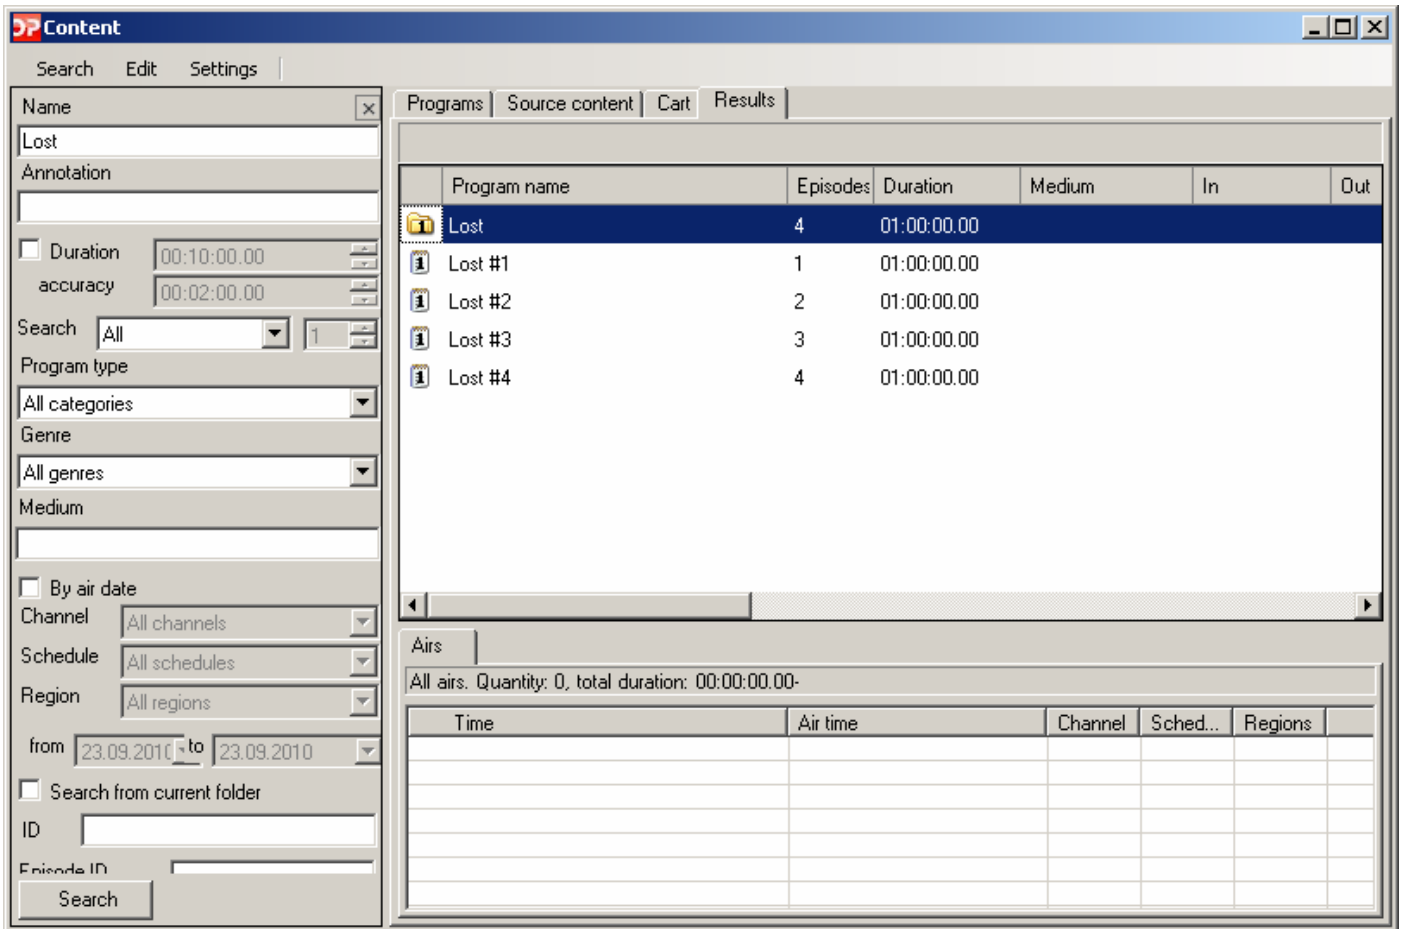 DP Content
Search Edit Settings
Name
Lost
Annotation
Duration 00:10:00.00
accuracy 00:02:00.00
Search All 1
Program type
All categories
Genre
All genres
Medium
By air date
Channel All channels
Schedule All schedules
Region All regions
from 23.09.2010 to 23.09.2010
Search from current folder
ID
Episode ID
Search
Programs Source content Cart Results
Program name Episodes Duration Medium In Out
Lost 4 01:00:00.00
Lost #1 1 01:00:00.00
Lost #2 2 01:00:00.00
Lost #3 3 01:00:00.00
Lost #4 4 01:00:00.00
Airs
All airs. Quantity: 0, total duration: 00:00:00.00-
Time Air time Channel Sched... Regions